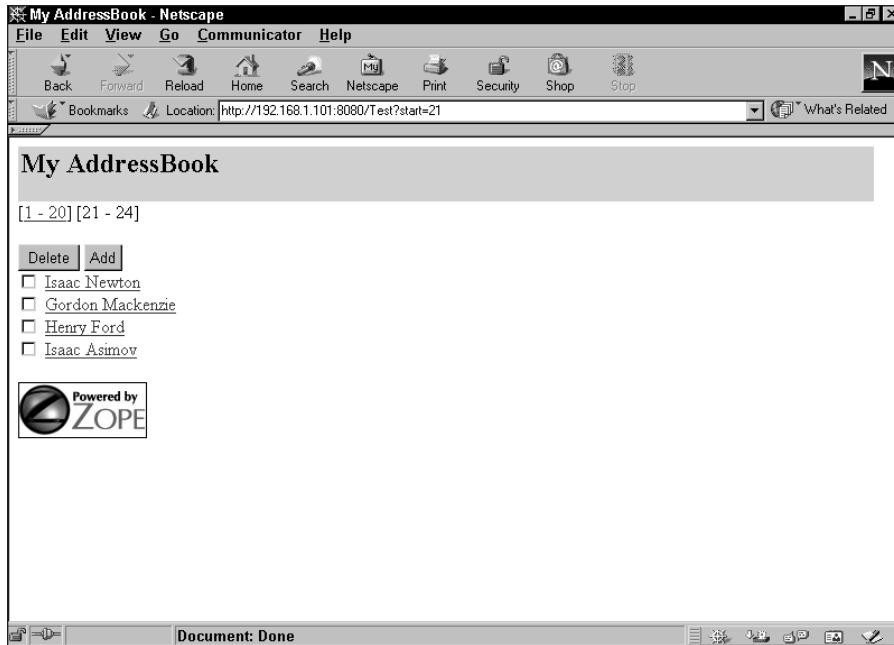 My AddressBook - Netscape
File Edit View Go Communicator Help
My
Back Forward Reload Home Search Netscape Print Security Shop Stop
N
Bookmarks Location: http://192.168.1.101:8080/Test?start=21 What's Related
My AddressBook
[1 - 20] [21 - 24]
Delete Add
Isaac Newton
Gordon Mackenzie
Henry Ford
Isaac Asimov
Powered by
ZOPE
Document: Done